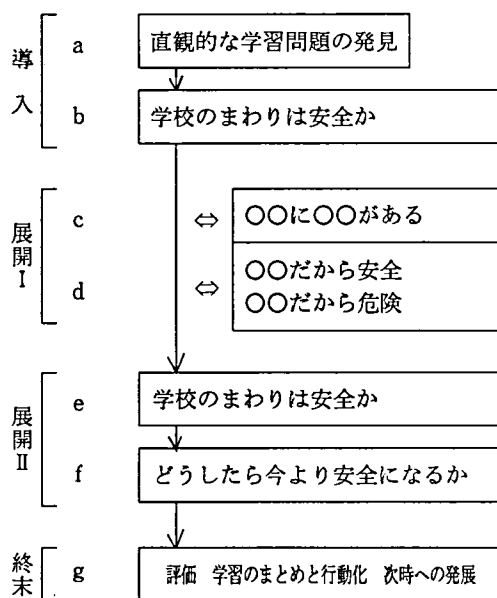 導入
a 直観的な学習問題の発見
b 学校のまわりは安全か
展開Ⅰ
c ⇔ ○○に○○がある
d ⇔ ○○だから安全
○○だから危険
展開Ⅱ
e 学校のまわりは安全か
f どうしたら今より安全になるか
終末
g 評価 学習のまとめと行動化 次時への発展